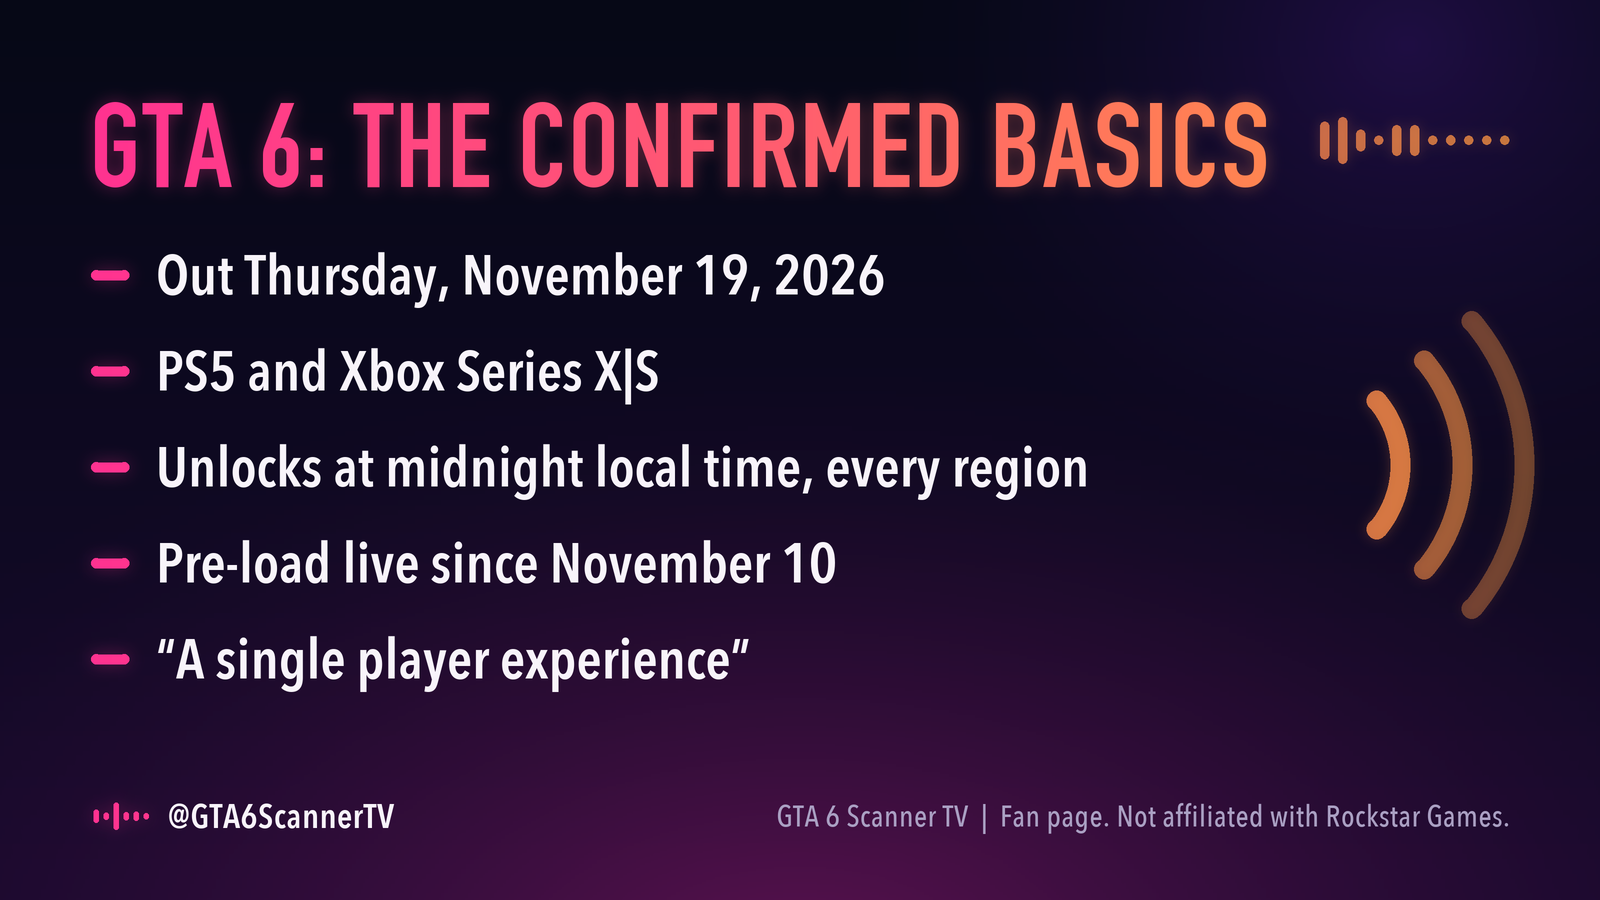 GTA 6: THE CONFIRMED BASICS
Out Thursday, November 19, 2026
PS5 and Xbox Series X|S
Unlocks at midnight local time, every region
Pre-load live since November 10
“A single player experience”
@GTA6ScannerTV
GTA 6 Scanner TV | Fan page. Not affiliated with Rockstar Games.